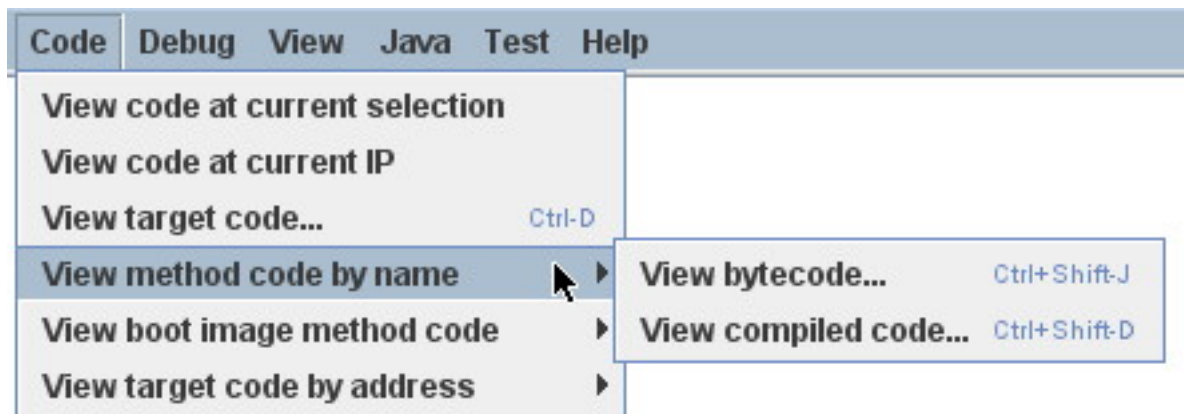 Code Debug View Java Test Help
View code at current selection
View code at current IP
View target code... Ctrl-D
View method code by name
View bytecode... Ctrl+Shift-J
View boot image method code
View compiled code... Ctrl+Shift-D
View target code by address